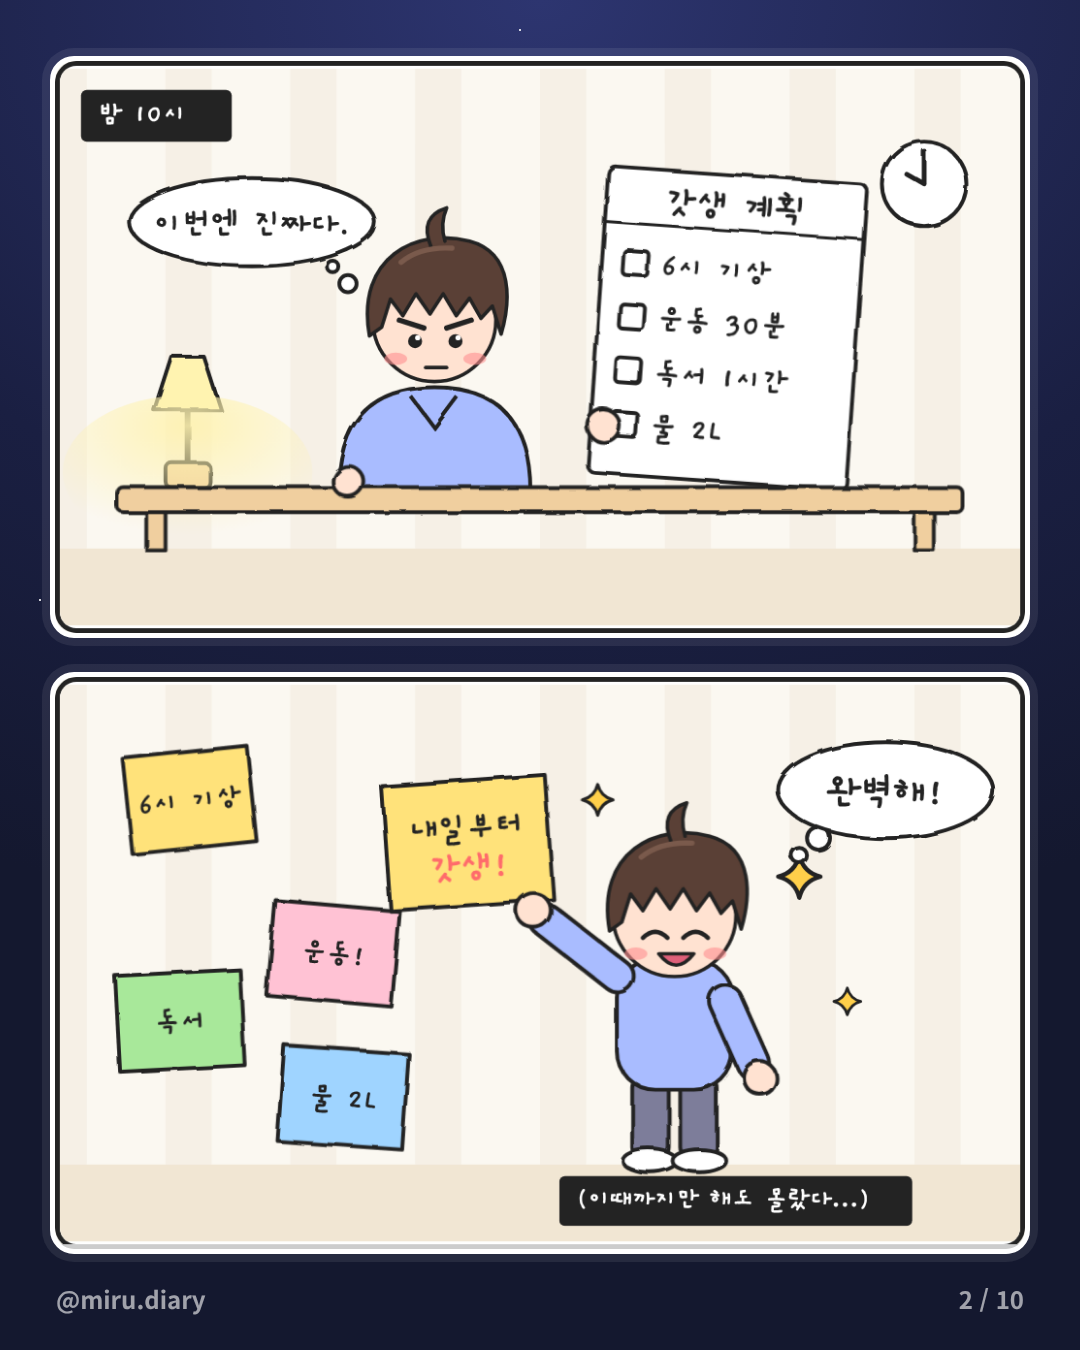 밤 10시
이번엔 진짜다.
갓생 계획
6시 기상
운동 30분
독서 1시간
물 2L
6시 기상
내일부터
갓생!
완벽해!
운동!
독서
물 2L
(이때까지만 해도 몰랐다...)
@miru.diary
2 / 10